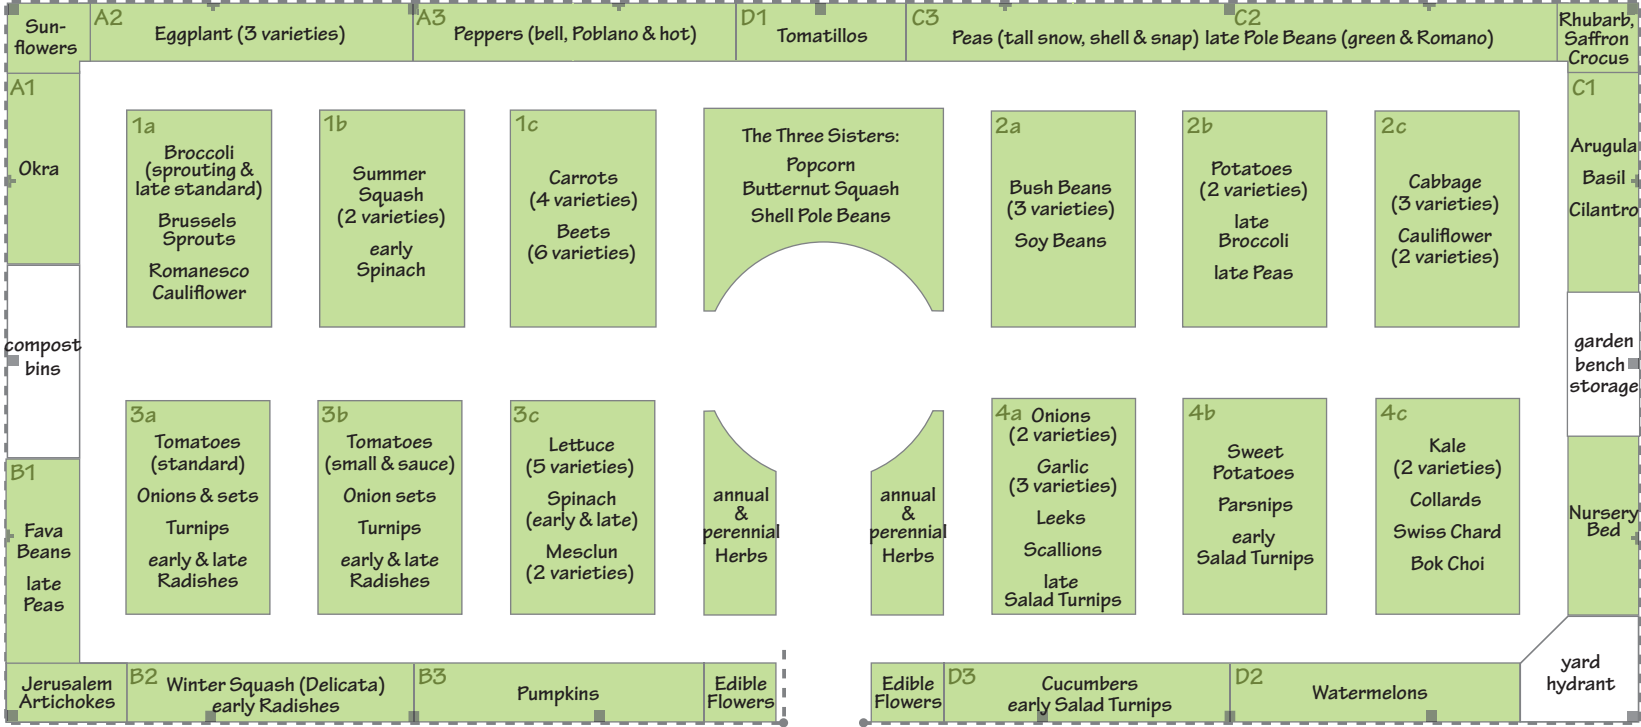 Sun-
flowers
A2
Eggplant (3 varieties)
A3
Peppers (bell, Poblano & hot)
D1
Tomatillos
C3
Peas (tall snow, shell & snap)
C2
late Pole Beans (green & Romano)
Rhubarb,
Saffron
Crocus
A1
Okra
1a
Broccoli
(sprouting &
late standard)
Brussels
Sprouts
Romanesco
Cauliflower
1b
Summer
Squash
(2 varieties)
early
Spinach
1c
Carrots
(4 varieties)
Beets
(6 varieties)
The Three Sisters:
Popcorn
Butternut Squash
Shell Pole Beans
2a
Bush Beans
(3 varieties)
Soy Beans
2b
Potatoes
(2 varieties)
late
Broccoli
late Peas
2c
Cabbage
(3 varieties)
Cauliflower
(2 varieties)
C1
Arugula
Basil
Cilantro
compost
bins
garden
bench
storage
B1
Fava
Beans
late
Peas
3a
Tomatoes
(standard)
Onions & sets
Turnips
early & late
Radishes
3b
Tomatoes
(small & sauce)
Onion sets
Turnips
early & late
Radishes
3c
Lettuce
(5 varieties)
Spinach
(early & late)
Mesclun
(2 varieties)
annual
&
perennial
Herbs
annual
&
perennial
Herbs
4a
Onions
(2 varieties)
Garlic
(3 varieties)
Leeks
Scallions
late
Salad Turnips
4b
Sweet
Potatoes
Parsnips
early
Salad Turnips
4c
Kale
(2 varieties)
Collards
Swiss Chard
Bok Choi
Nursery
Bed
Jerusalem
Artichokes
B2
Winter Squash (Delicata)
early Radishes
B3
Pumpkins
Edible
Flowers
Edible
Flowers
D3
Cucumbers
early Salad Turnips
D2
Watermelons
yard
hydrant